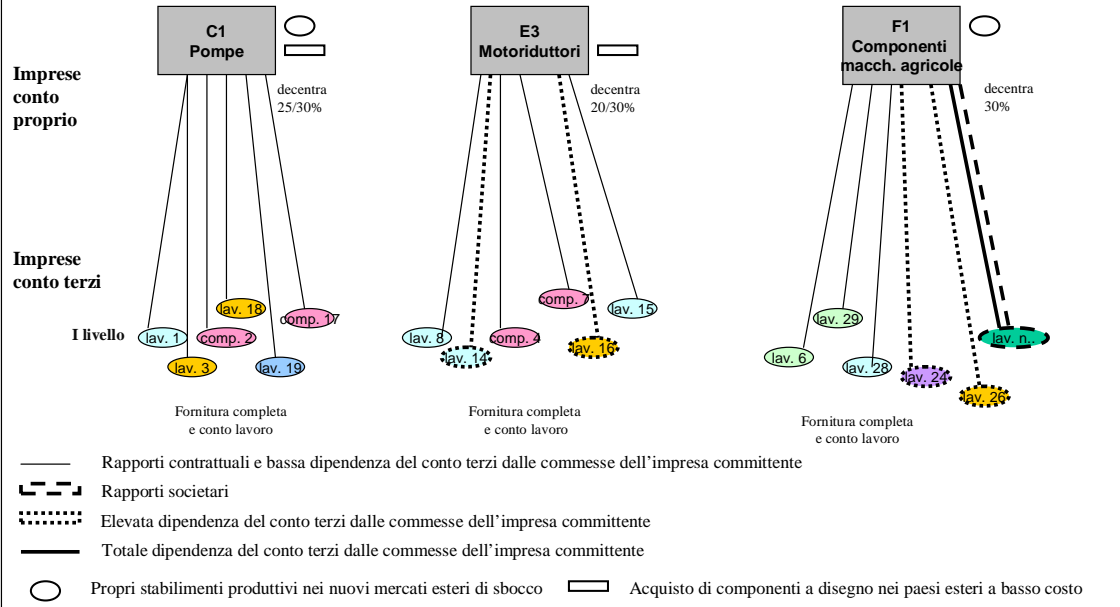 C1
Pompe
E3
Motoriduttori
F1
Componenti
macch. agricole
Imprese
conto
proprio
decentra
25/30%
decentra
20/30%
decentra
30%
Imprese
conto terzi
I livello
lav. 1
lav. 3
comp. 2
lav. 18
lav. 19
comp. 17
lav. 8
lav. 14
comp. 4
comp. 7
lav. 16
lav. 15
lav. 6
lav. 29
lav. 28
lav. 24
lav. 26
lav. n..
Fornitura completa
e conto lavoro
Fornitura completa
e conto lavoro
Fornitura completa
e conto lavoro
Rapporti contrattuali e bassa dipendenza del conto terzi dalle commesse dell'impresa committente
Rapporti societari
Elevata dipendenza del conto terzi dalle commesse dell'impresa committente
Totale dipendenza del conto terzi dalle commesse dell'impresa committente
Propri stabilimenti produttivi nei nuovi mercati esteri di sbocco
Acquisto di componenti a disegno nei paesi esteri a basso costo